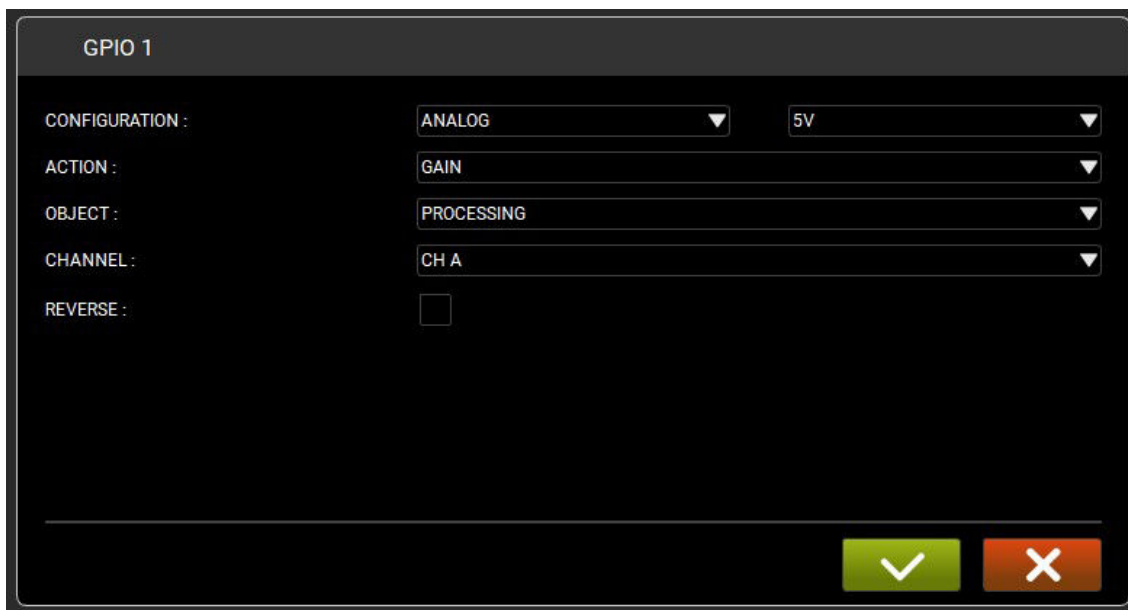 GPIO 1
CONFIGURATION : ANALOG 5V
ACTION : GAIN
OBJECT : PROCESSING
CHANNEL : CH A
REVERSE :